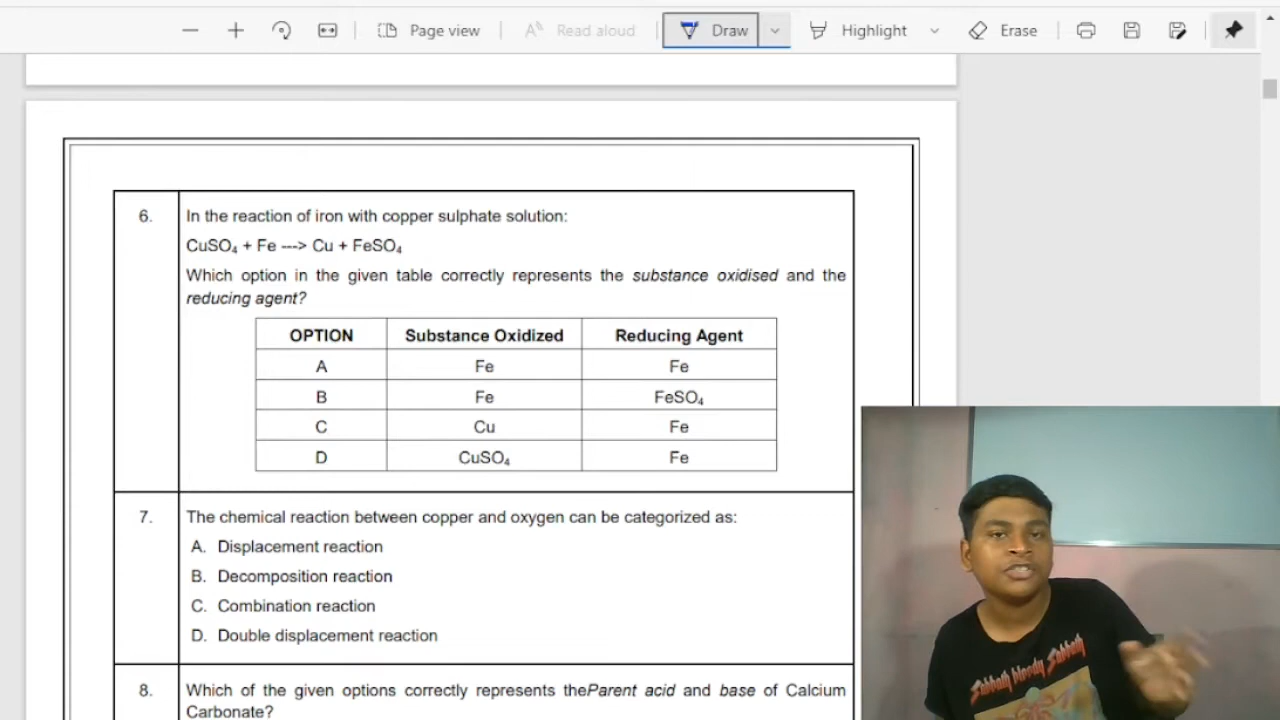 Page view
Read aloud
Draw
Highlight
Erase
6.
In the reaction of iron with copper sulphate solution:
CuSO₄ + Fe ---> Cu + FeSO₄
Which option in the given table correctly represents the substance oxidised and the
reducing agent?
OPTION Substance Oxidized Reducing Agent
A Fe Fe
B Fe FeSO₄
C Cu Fe
D CuSO₄ Fe
7.
The chemical reaction between copper and oxygen can be categorized as:
A. Displacement reaction
B. Decomposition reaction
C. Combination reaction
D. Double displacement reaction
8.
Which of the given options correctly represents theParent acid and base of Calcium
Carbonate?
Sabbath bloody Sabbath